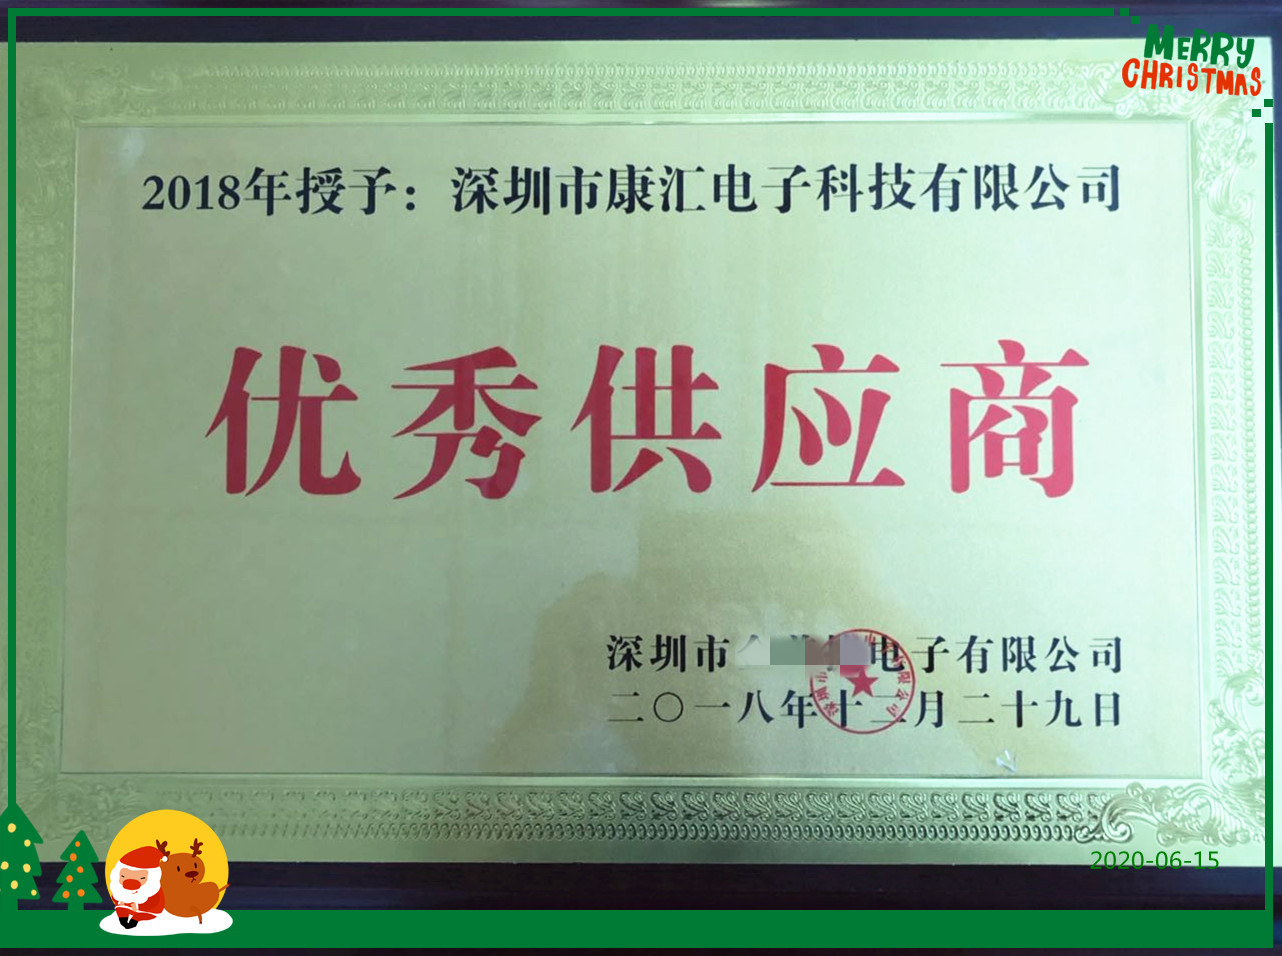 MERRY
CHRISTMAS
2018年授予：深圳市康汇电子科技有限公司
优秀供应商
深圳市 电子有限公司
二〇一八年十二月二十九日
2020-06-15